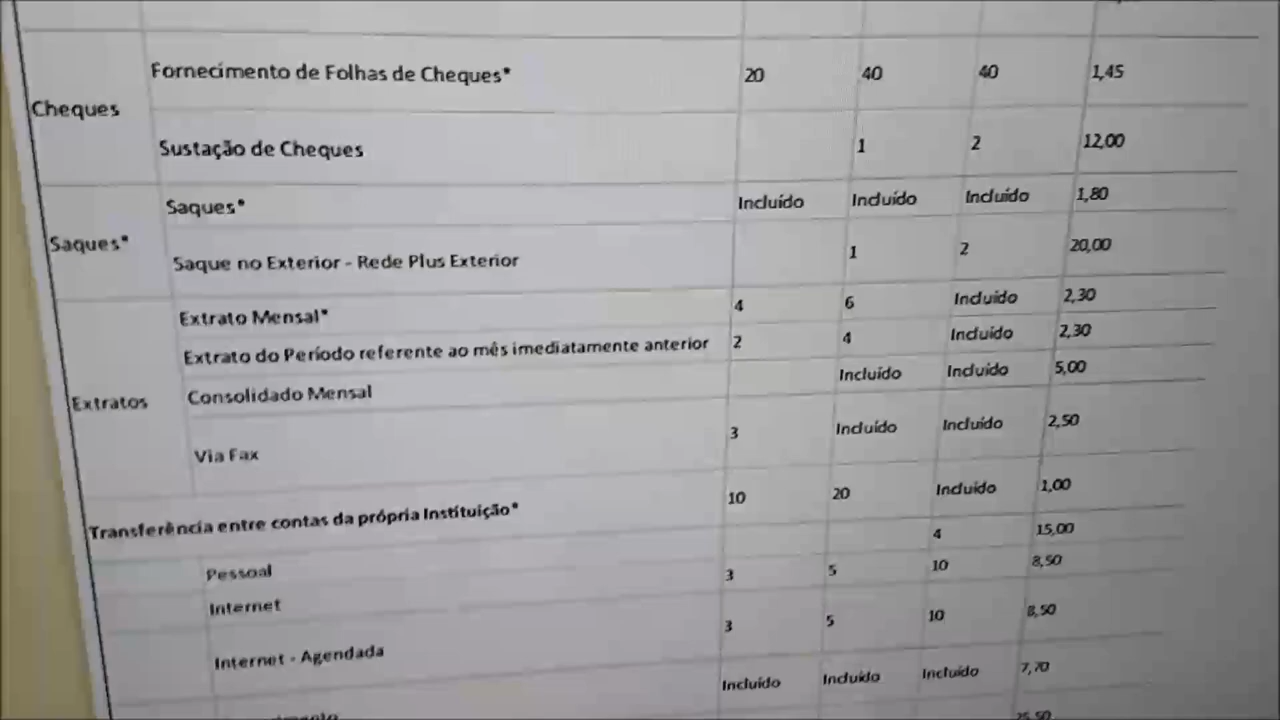 Fornecimento de Folhas de Cheques* 20 40 40 1,45
Cheques
Sustação de Cheques 1 2 12,00
Saques* Incluído Incluído Incluído 1,80
Saques*
Saque no Exterior - Rede Plus Exterior 1 2 20,00
Extrato Mensal* 4 6 Incluído 2,30
Extrato do Período referente ao mês imediatamente anterior 2 4 Incluído 2,30
Extratos
Consolidado Mensal Incluído Incluído 5,00
Via Fax 3 Incluído Incluído 2,50
Transferência entre contas da própria Instituição* 10 20 Incluído 1,00
Pessoal 4 15,00
Internet 3 5 10 8,50
Internet - Agendada 3 5 10 8,50
Incluído Incluído Incluído 7,70